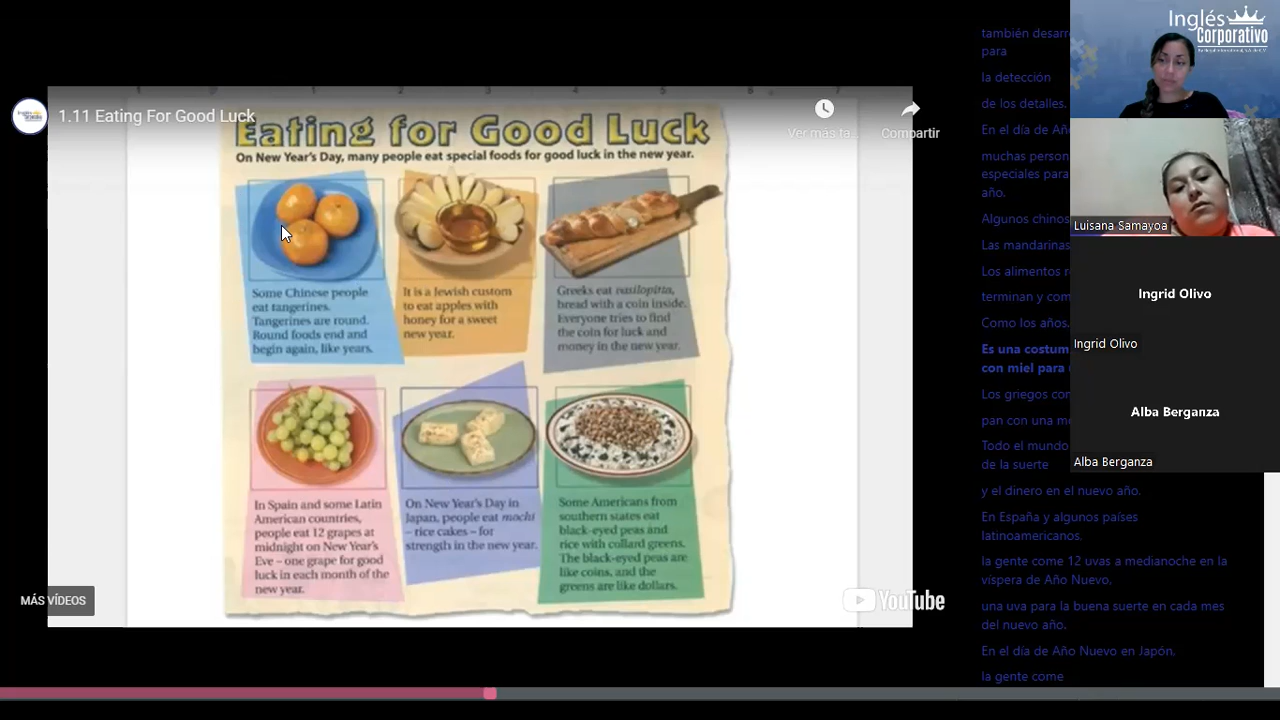 1.11 Eating For Good Luck
Ver más ta...
Compartir
Eating for Good Luck
On New Year's Day, many people eat special foods for good luck in the new year.
Some Chinese people
eat tangerines.
Tangerines are round.
Round foods end and
begin again, like years.
It is a Jewish custom
to eat apples with
honey for a sweet
new year.
Greeks eat vasilopitta,
bread with a coin inside.
Everyone tries to find
the coin for luck and
money in the new year.
In Spain and some Latin
American countries,
people eat 12 grapes at
midnight on New Year's
Eve – one grape for good
luck in each month of the
new year.
On New Year's Day in
Japan, people eat mochi
– rice cakes – for
strength in the new year.
Some Americans from
southern states eat
black-eyed peas and
rice with collard greens.
The black-eyed peas are
like coins, and the
greens are like dollars.
MÁS VÍDEOS
YouTube
también desarr
para
la detección
de los detalles.
En el día de Añ
muchas person
especiales para
año.
Algunos chinos
Las mandarinas
Los alimentos r
terminan y com
Como los años.
Es una costum
con miel para
Los griegos con
pan con una m
Todo el mundo
de la suerte
y el dinero en el nuevo año.
En España y algunos países
latinoamericanos.
la gente come 12 uvas a medianoche en la
víspera de Año Nuevo.
una uva para la buena suerte en cada mes
del nuevo año.
En el día de Año Nuevo en Japón.
la gente come
Inglés
Corporativo
Luisana Samayoa
Ingrid Olivo
Ingrid Olivo
Alba Berganza
Alba Berganza